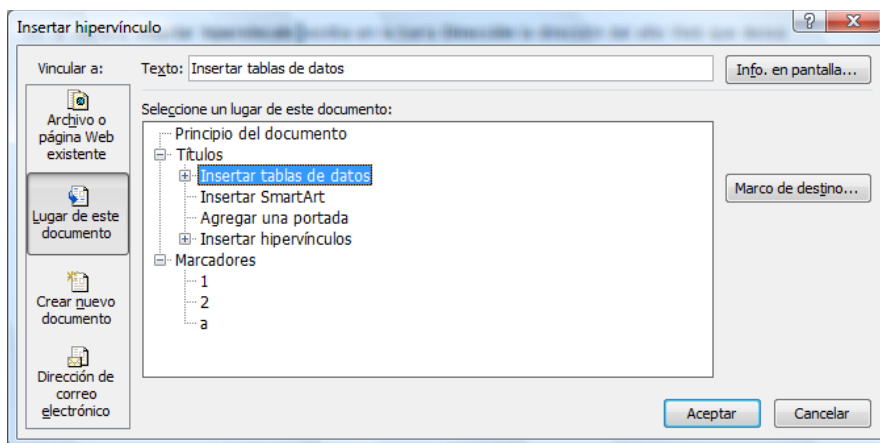 Insertar hipervínculo
Vincular a:
Texto: Insertar tablas de datos
Info. en pantalla...
Archivo o
página Web
existente
Lugar de este
documento
Crear nuevo
documento
Dirección de
correo
electrónico
Seleccione un lugar de este documento:
Principio del documento
Títulos
Insertar tablas de datos
Insertar SmartArt
Agregar una portada
Insertar hipervínculos
Marcadores
1
2
a
Marco de destino...
Aceptar
Cancelar